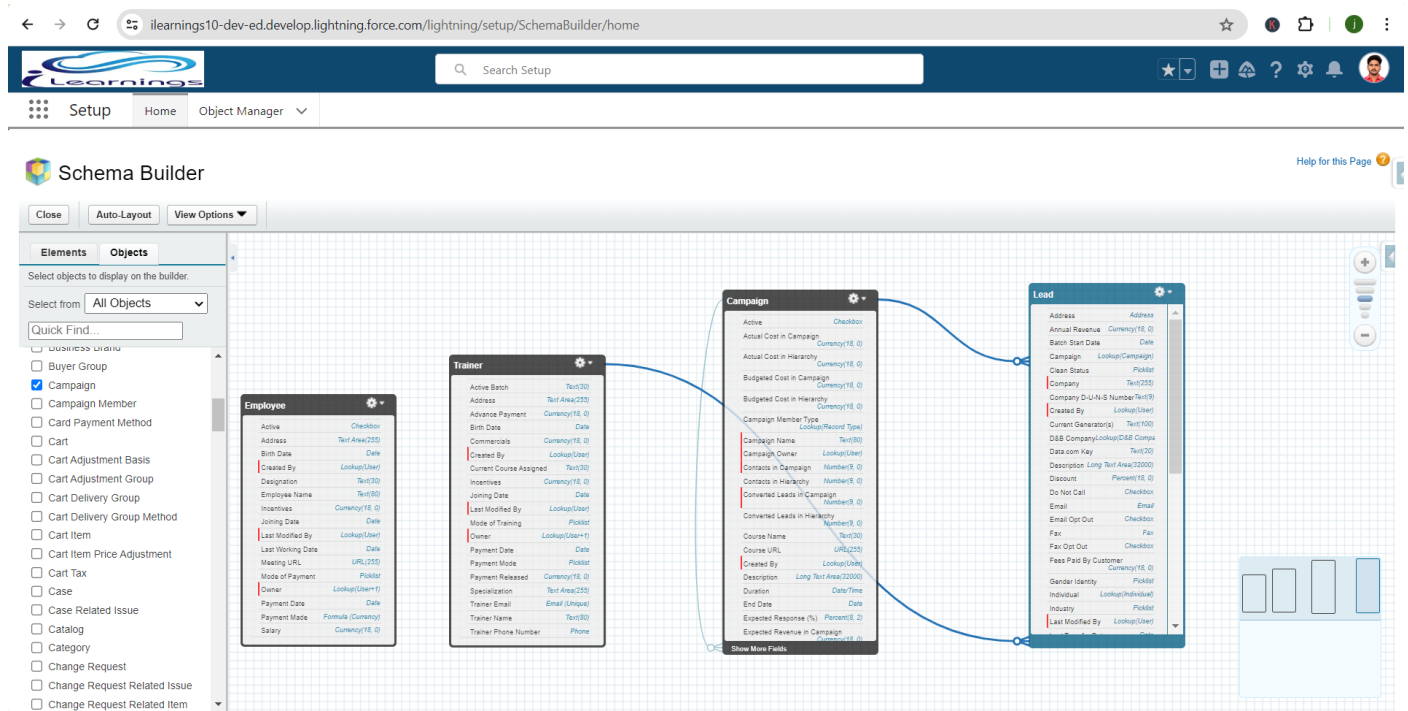 ilearnings10-dev-ed.develop.lightning.force.com/lightning/setup/SchemaBuilder/home
K
j
iLearnings
Search Setup
Setup Home Object Manager
Schema Builder
Help for this Page ?
Close Auto-Layout View Options
Elements Objects
Select objects to display on the builder.
Select from All Objects
Quick Find...
Business Brand
Buyer Group
Campaign
Campaign Member
Card Payment Method
Cart
Cart Adjustment Basis
Cart Adjustment Group
Cart Delivery Group
Cart Delivery Group Method
Cart Item
Cart Item Price Adjustment
Cart Tax
Case
Case Related Issue
Catalog
Category
Change Request
Change Request Related Issue
Change Request Related Item
Employee
Active Checkbox
Address Text Area(255)
Birth Date Date
Created By Lookup(User)
Designation Text(30)
Employee Name Text(80)
Incentives Currency(18, 0)
Joining Date Date
Last Modified By Lookup(User)
Last Working Date Date
Meeting URL URL(255)
Mode of Payment Picklist
Owner Lookup(User+1)
Payment Date Date
Payment Made Formula (Currency)
Salary Currency(18, 0)
Trainer
Active Batch Text(30)
Address Text Area(255)
Advance Payment Currency(18, 0)
Birth Date Date
Commercials Currency(18, 0)
Created By Lookup(User)
Current Course Assigned Text(30)
Incentives Currency(18, 0)
Joining Date Date
Last Modified By Lookup(User)
Mode of Training Picklist
Owner Lookup(User+1)
Payment Date Date
Payment Mode Picklist
Payment Released Currency(18, 0)
Specialization Text Area(255)
Trainer Email Email (Unique)
Trainer Name Text(80)
Trainer Phone Number Phone
Campaign
Active Checkbox
Actual Cost in Campaign
Currency(18, 0)
Actual Cost in Hierarchy
Currency(18, 0)
Budgeted Cost in Campaign
Currency(18, 0)
Budgeted Cost in Hierarchy
Currency(18, 0)
Campaign Member Type
Lookup(Record Type)
Campaign Name Text(80)
Campaign Owner Lookup(User)
Contacts in Campaign Number(9, 0)
Contacts in Hierarchy Number(9, 0)
Converted Leads in Campaign
Number(9, 0)
Converted Leads in Hierarchy
Number(9, 0)
Course Name Text(30)
Course URL URL(255)
Created By Lookup(User)
Description Long Text Area(32000)
Duration Date/Time
End Date Date
Expected Response (%) Percent(8, 2)
Expected Revenue in Campaign
Currency(18, 0)
Show More Fields
Lead
Address Address
Annual Revenue Currency(18, 0)
Batch Start Date Date
Campaign Lookup(Campaign)
Clean Status Picklist
Company Text(255)
Company D-U-N-S Number Text(9)
Created By Lookup(User)
Current Generator(s) Text(100)
D&B Company Lookup(D&B Compa
Data.com Key Text(20)
Description Long Text Area(32000)
Discount Percent(18, 0)
Do Not Call Checkbox
Email Email
Email Opt Out Checkbox
Fax Fax
Fax Opt Out Checkbox
Fees Paid By Customer
Currency(18, 0)
Gender Identity Picklist
Individual Lookup(Individual)
Industry Picklist
Last Modified By Lookup(User)